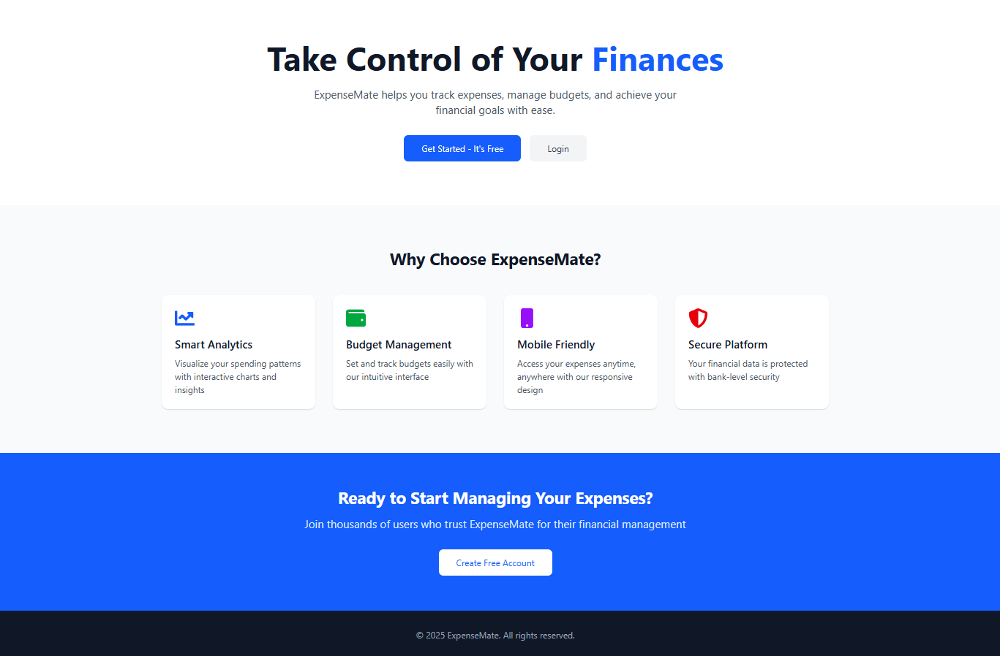 Take Control of Your Finances
ExpenseMate helps you track expenses, manage budgets, and achieve your
financial goals with ease.
Get Started - It's Free
Login
Why Choose ExpenseMate?
Smart Analytics
Visualize your spending patterns
with interactive charts and
insights
Budget Management
Set and track budgets easily with
our intuitive interface
Mobile Friendly
Access your expenses anytime,
anywhere with our responsive
design
Secure Platform
Your financial data is protected
with bank-level security
Ready to Start Managing Your Expenses?
Join thousands of users who trust ExpenseMate for their financial management
Create Free Account
© 2025 ExpenseMate. All rights reserved.